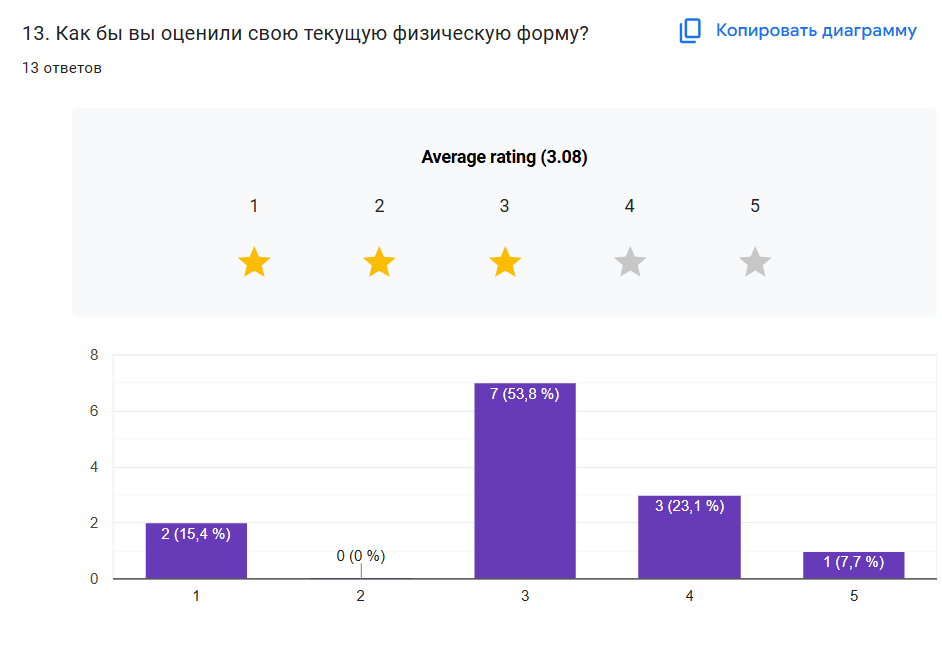 13. Как бы вы оценили свою текущую физическую форму?
Копировать диаграмму
13 ответов
Average rating (3.08)
1 2 3 4 5
8
6
4
2
0
2 (15,4 %)
0 (0 %)
7 (53,8 %)
3 (23,1 %)
1 (7,7 %)
1 2 3 4 5